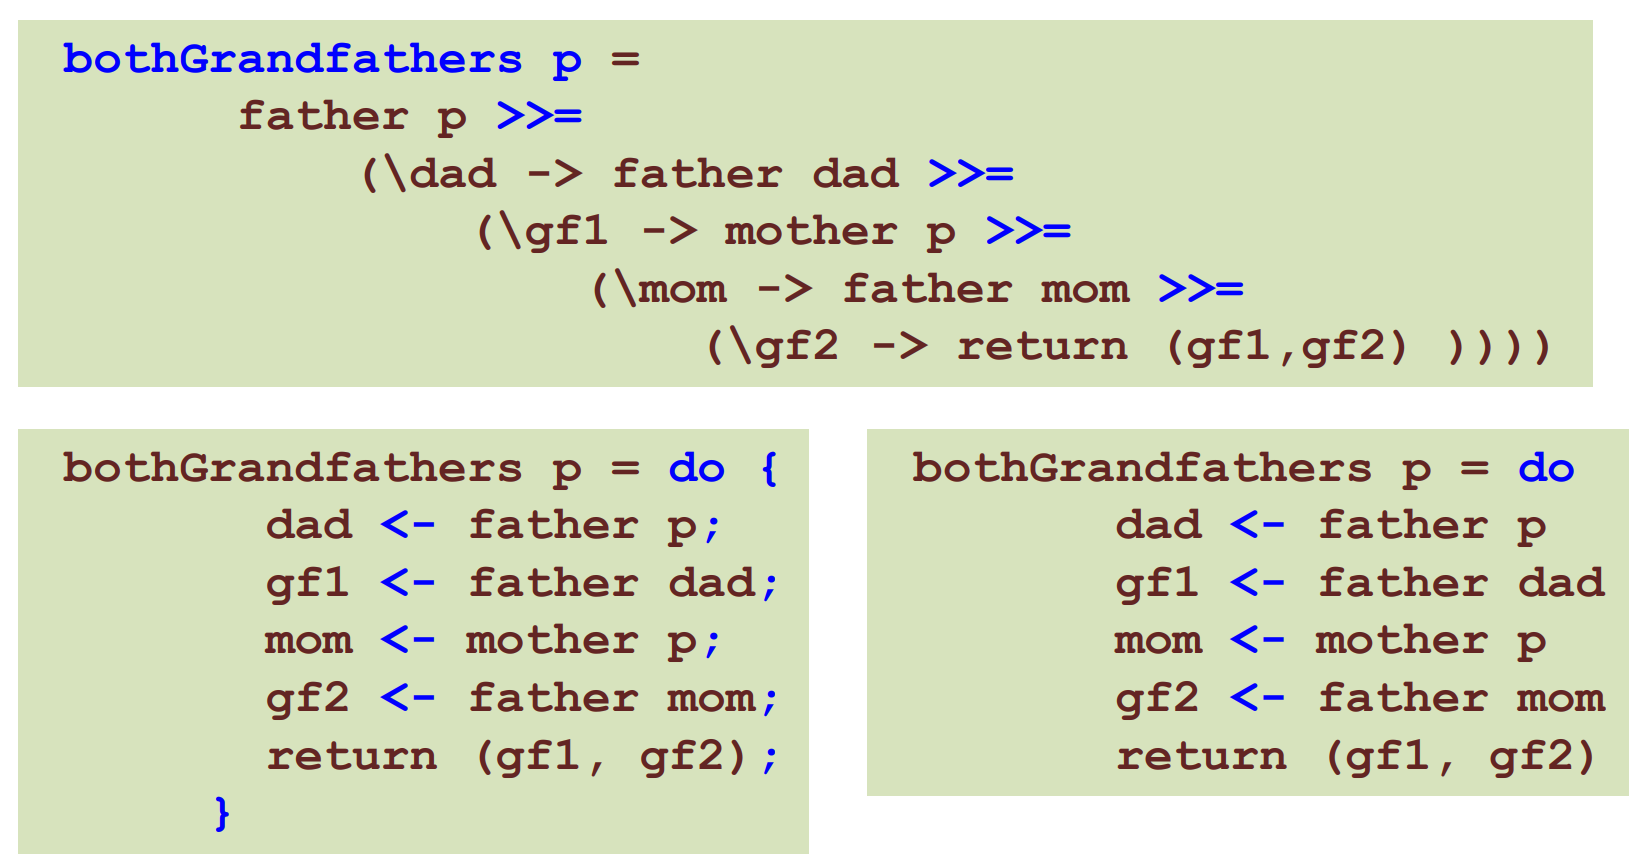 bothGrandfathers p =
father p >>=
(\dad -> father dad >>=
(\gf1 -> mother p >>=
(\mom -> father mom >>=
(\gf2 -> return (gf1,gf2) ))))
bothGrandfathers p = do {
dad <- father p;
gf1 <- father dad;
mom <- mother p;
gf2 <- father mom;
return (gf1, gf2);
}
bothGrandfathers p = do
dad <- father p
gf1 <- father dad
mom <- mother p
gf2 <- father mom
return (gf1, gf2)